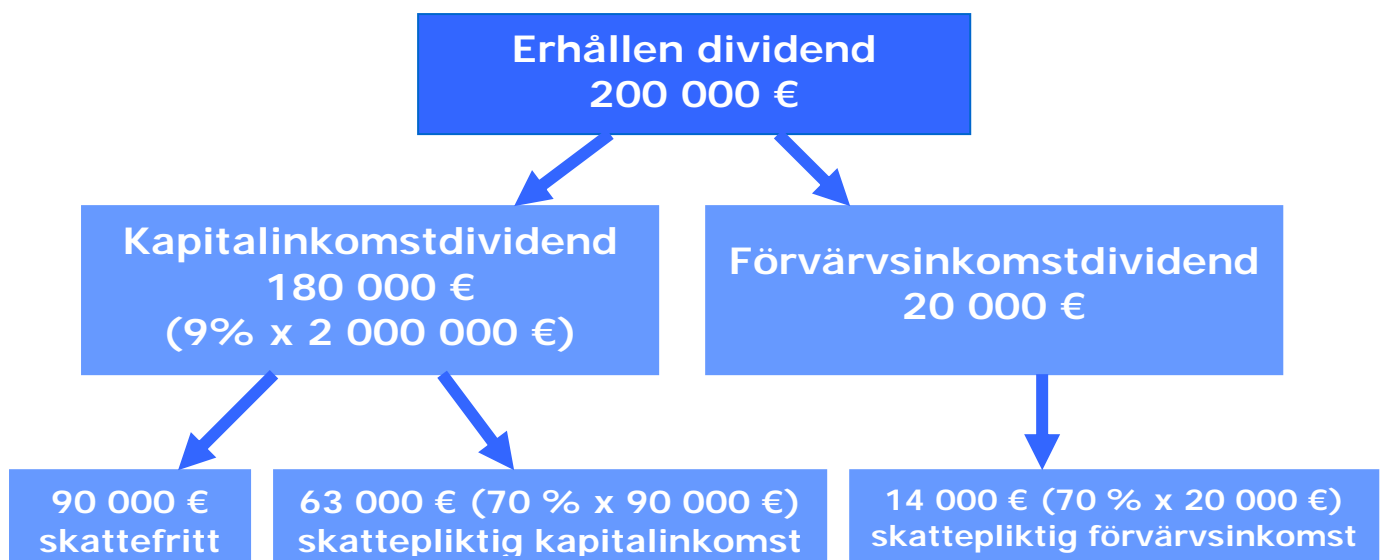 Erhållen dividend
200 000 €
Kapitalinkomstdividend
180 000 €
(9% x 2 000 000 €)
Förvärvsinkomstdividend
20 000 €
90 000 €
skattefritt
63 000 € (70 % x 90 000 €)
skattepliktig kapitalinkomst
14 000 € (70 % x 20 000 €)
skattepliktig förvärvsinkomst